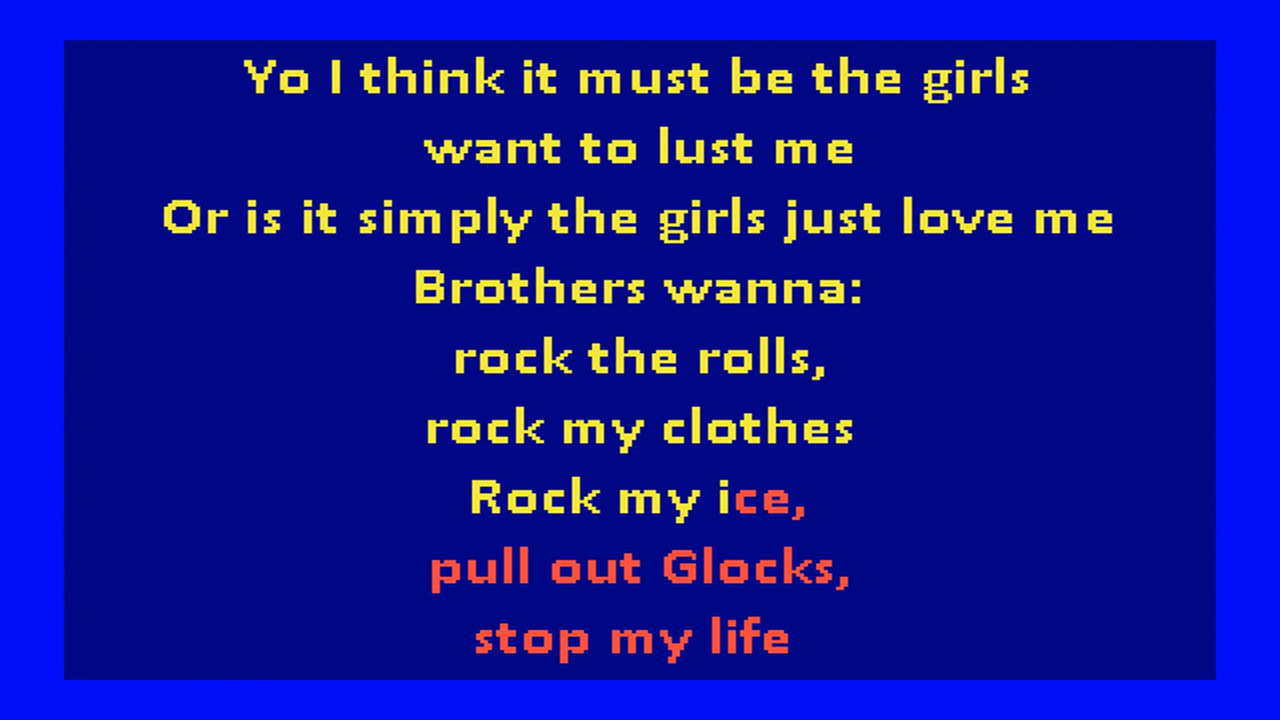 Yo I think it must be the girls
want to lust me
Or is it simply the girls just love me
Brothers wanna:
rock the rolls,
rock my clothes
Rock my ice,
pull out Glocks,
stop my life